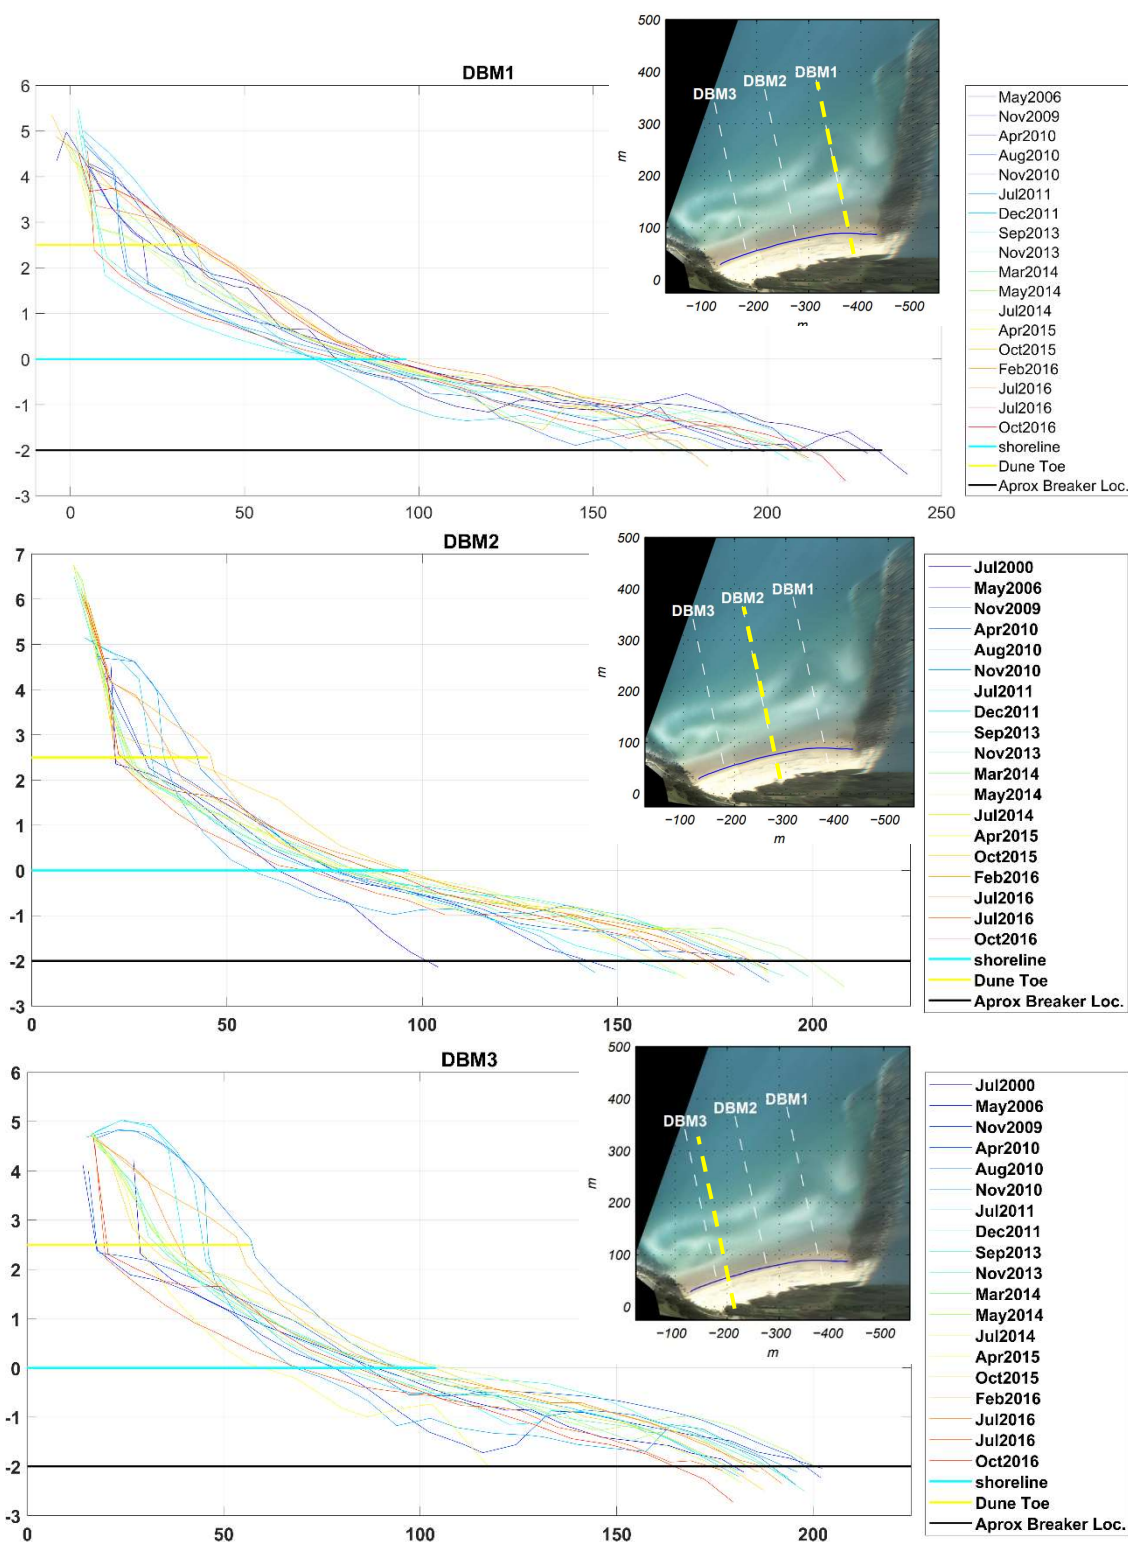 DBM1
6
5
4
3
2
1
0
-1
-2
-3
0 50 100 150 200 250
500
400
300
200
100
0
m
DBM3 DBM2 DBM1
−100 −200 −300 −400 −500
m
May2006
Nov2009
Apr2010
Aug2010
Nov2010
Jul2011
Dec2011
Sep2013
Nov2013
Mar2014
May2014
Jul2014
Apr2015
Oct2015
Feb2016
Jul2016
Jul2016
Oct2016
shoreline
Dune Toe
Aprox Breaker Loc.
DBM2
7
6
5
4
3
2
1
0
-1
-2
-3
0 50 100 150 200
500
400
300
200
100
0
m
DBM3 DBM2 DBM1
−100 −200 −300 −400 −500
m
Jul2000
May2006
Nov2009
Apr2010
Aug2010
Nov2010
Jul2011
Dec2011
Sep2013
Nov2013
Mar2014
May2014
Jul2014
Apr2015
Oct2015
Feb2016
Jul2016
Jul2016
Oct2016
shoreline
Dune Toe
Aprox Breaker Loc.
DBM3
6
5
4
3
2
1
0
-1
-2
-3
0 50 100 150 200
500
400
300
200
100
0
m
DBM3 DBM2 DBM1
−100 −200 −300 −400 −500
m
Jul2000
May2006
Nov2009
Apr2010
Aug2010
Nov2010
Jul2011
Dec2011
Sep2013
Nov2013
Mar2014
May2014
Jul2014
Apr2015
Oct2015
Feb2016
Jul2016
Jul2016
Oct2016
shoreline
Dune Toe
Aprox Breaker Loc.